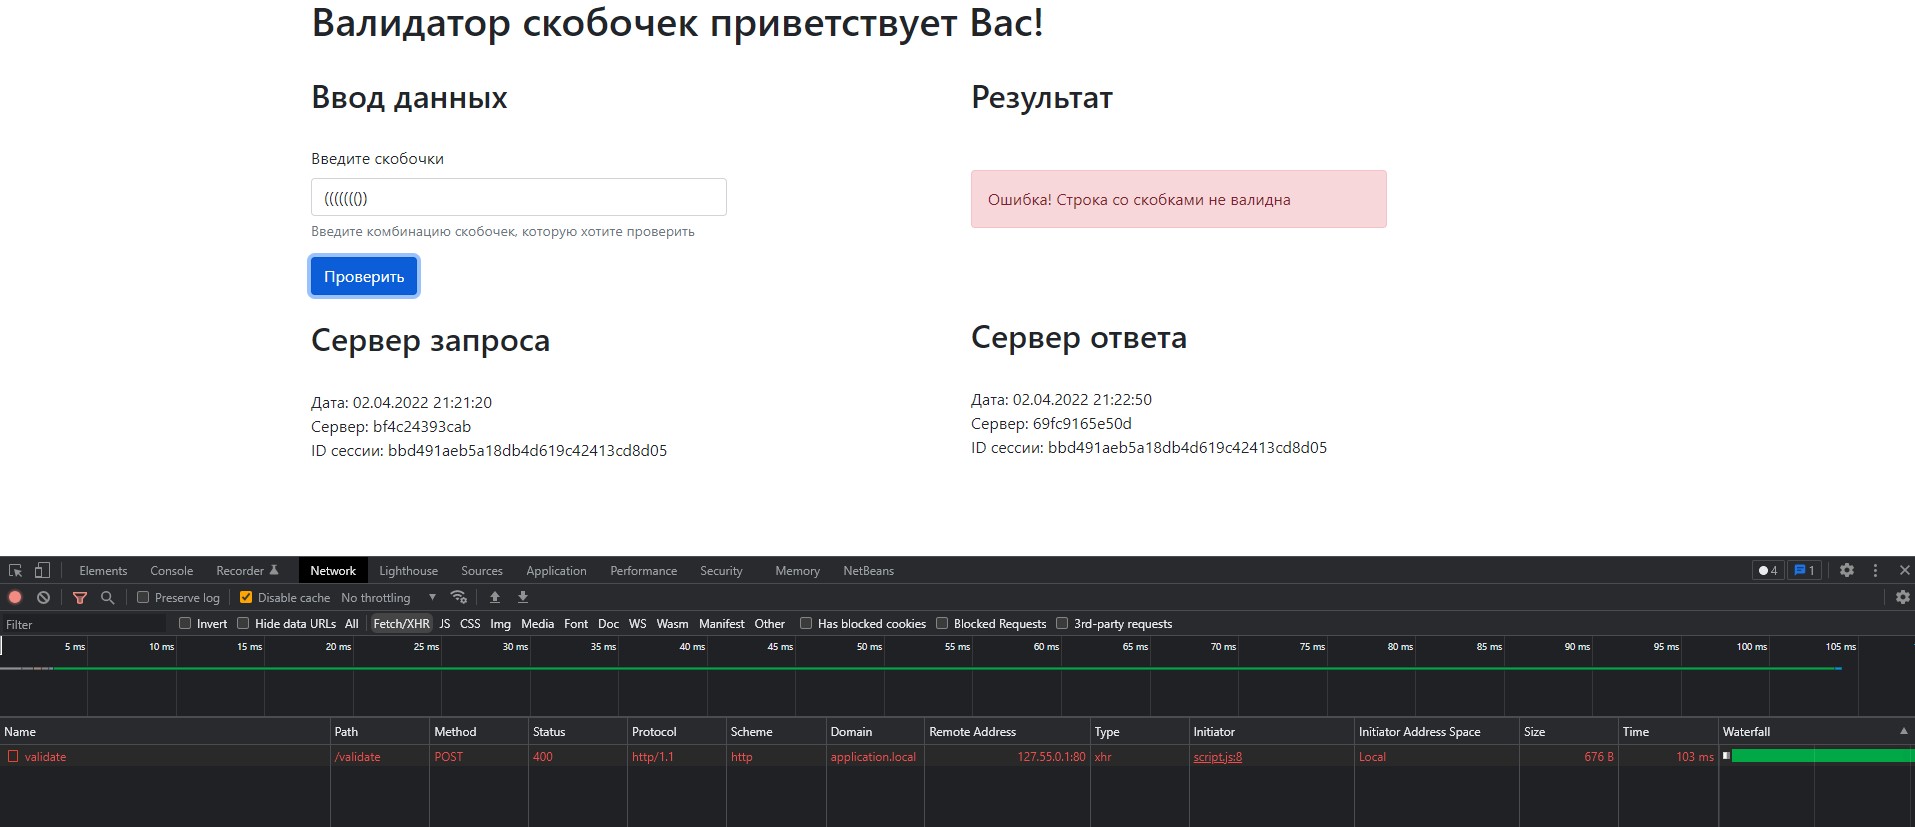 Валидатор скобочек приветствует Вас!
Ввод данных
Введите скобочки
((((((())
Введите комбинацию скобочек, которую хотите проверить
Проверить
Результат
Ошибка! Строка со скобками не валидна
Сервер запроса
Дата: 02.04.2022 21:21:20
Сервер: bf4c24393cab
ID сессии: bbd491aeb5a18db4d619c42413cd8d05
Сервер ответа
Дата: 02.04.2022 21:22:50
Сервер: 69fc9165e50d
ID сессии: bbd491aeb5a18db4d619c42413cd8d05
Elements Console Recorder Network Lighthouse Sources Application Performance Security Memory NetBeans 4 1
Preserve log Disable cache No throttling
Filter Invert Hide data URLs All Fetch/XHR JS CSS Img Media Font Doc WS Wasm Manifest Other Has blocked cookies Blocked Requests 3rd-party requests
5 ms 10 ms 15 ms 20 ms 25 ms 30 ms 35 ms 40 ms 45 ms 50 ms 55 ms 60 ms 65 ms 70 ms 75 ms 80 ms 85 ms 90 ms 95 ms 100 ms 105 ms
Name Path Method Status Protocol Scheme Domain Remote Address Type Initiator Initiator Address Space Size Time Waterfall
validate /validate POST 400 http/1.1 http application.local 127.55.0.1:80 xhr script.js:8 Local 676 B 103 ms